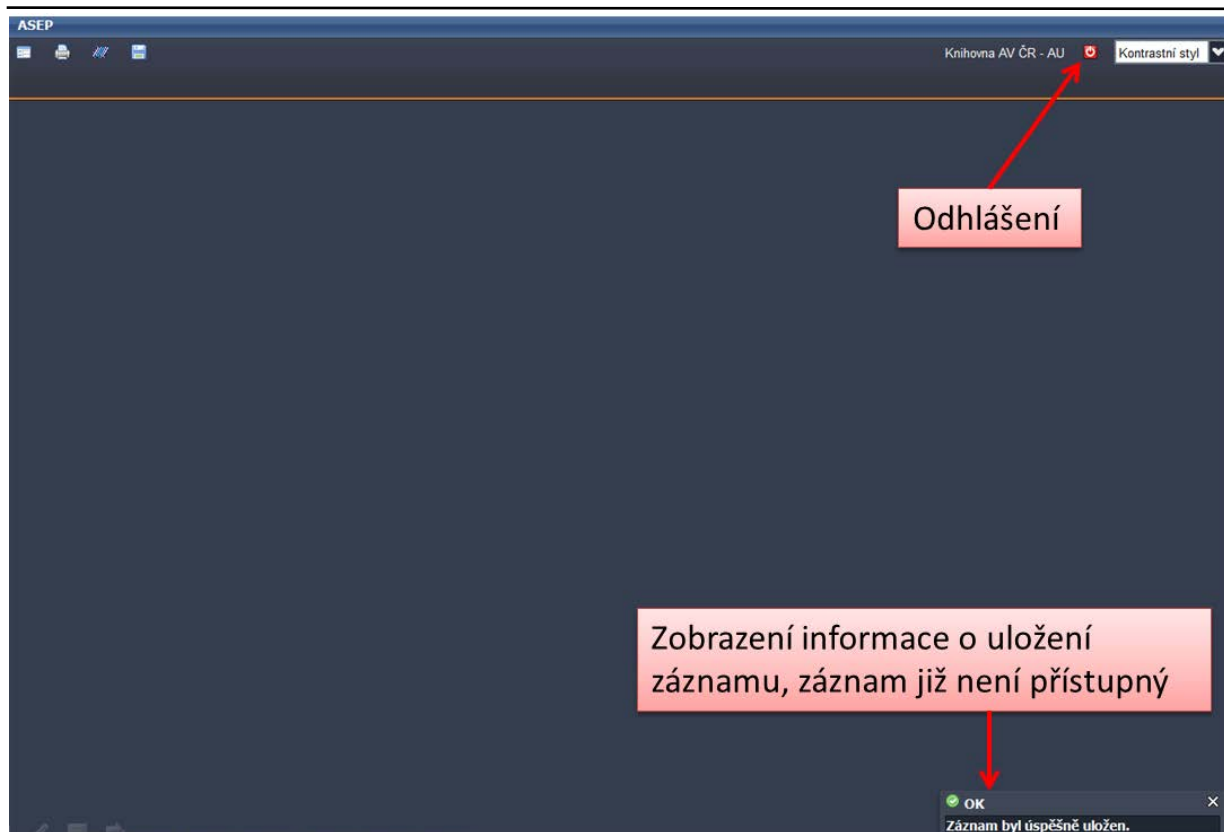 ASEP
Knihovna AV ČR - AU
Kontrastní styl
Odhlášení
Zobrazení informace o uložení
záznamu, záznam již není přístupný
OK
Záznam byl úspěšně uložen.